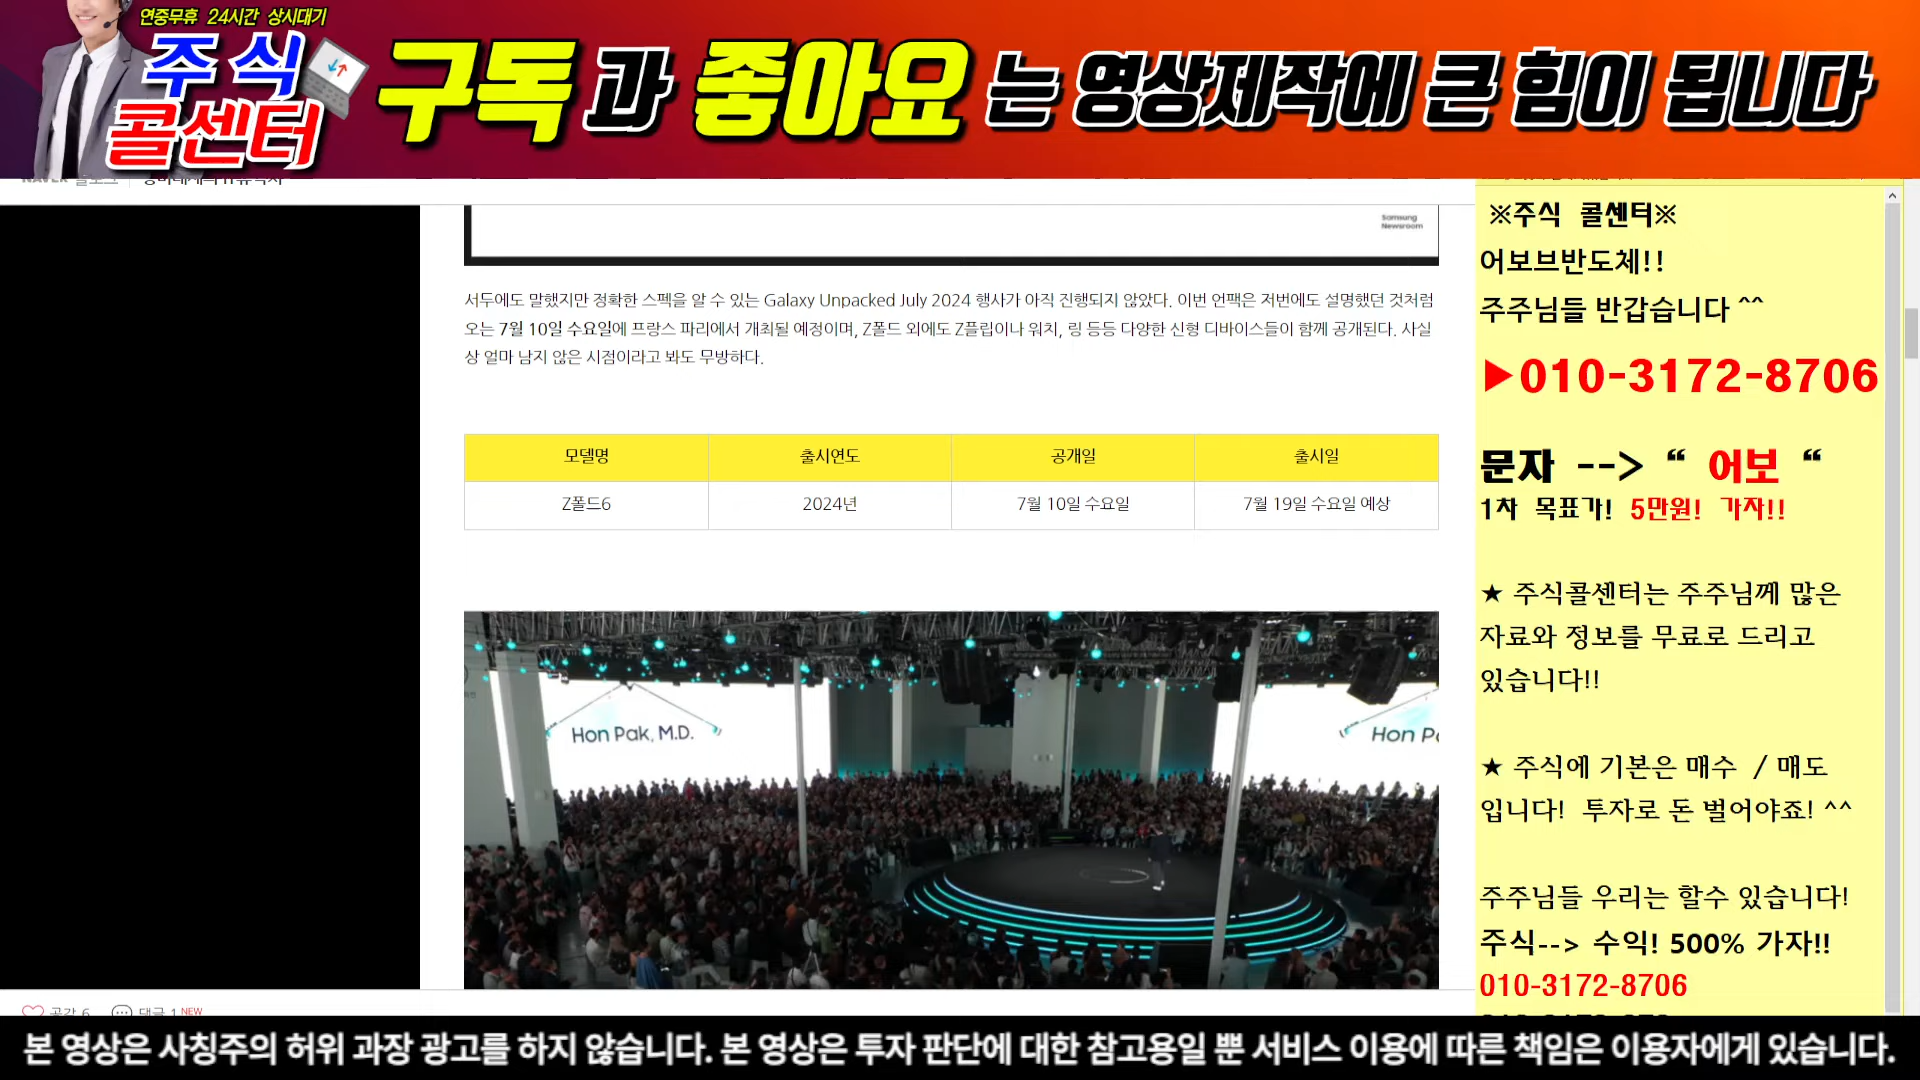 연중무휴 24시간 상시대기
주식
콜센터
구독과 좋아요는 영상제작에 큰 힘이 됩니다
Samsung
Newsroom
서두에도 말했지만 정확한 스펙을 알 수 있는 Galaxy Unpacked July 2024 행사가 아직 진행되지 않았다. 이번 언팩은 저번에도 설명했던 것처럼
오는 7월 10일 수요일에 프랑스 파리에서 개최될 예정이며, Z폴드 외에도 Z플립이나 워치, 링 등등 다양한 신형 디바이스들이 함께 공개된다. 사실
상 얼마 남지 않은 시점이라고 봐도 무방하다.
모델명 출시연도 공개일 출시일
Z폴드6 2024년 7월 10일 수요일 7월 19일 수요일 예상
Hon Pak, M.D.
Hon P
공감 6 댓글 1 NEW
※주식 콜센터※
어보브반도체!!
주주님들 반갑습니다 ^^
▶010-3172-8706
문자 --> “ 어보 “
1차 목표가! 5만원! 가자!!
★ 주식콜센터는 주주님께 많은
자료와 정보를 무료로 드리고
있습니다!!
★ 주식에 기본은 매수 / 매도
입니다! 투자로 돈 벌어야죠! ^^
주주님들 우리는 할수 있습니다!
주식--> 수익! 500% 가자!!
010-3172-8706
본 영상은 사칭주의 허위 과장 광고를 하지 않습니다. 본 영상은 투자 판단에 대한 참고용일 뿐 서비스 이용에 따른 책임은 이용자에게 있습니다.